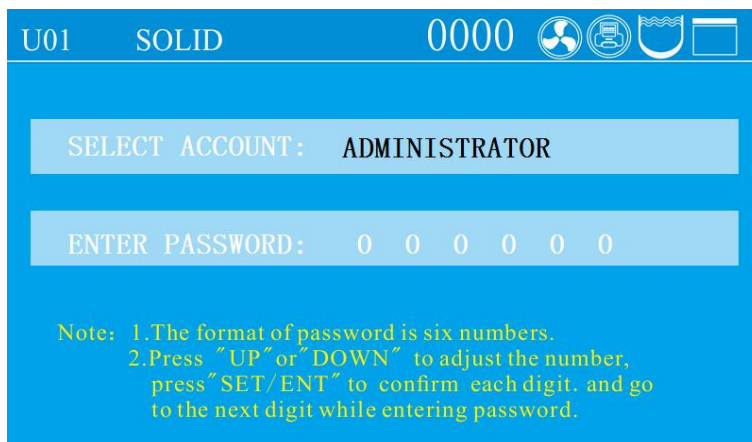 U01 SOLID 0000
SELECT ACCOUNT: ADMINISTRATOR
ENTER PASSWORD: 0 0 0 0 0 0
Note: 1.The format of password is six numbers.
2.Press "UP"or"DOWN" to adjust the number,
press"SET/ENT" to confirm each digit. and go
to the next digit while entering password.